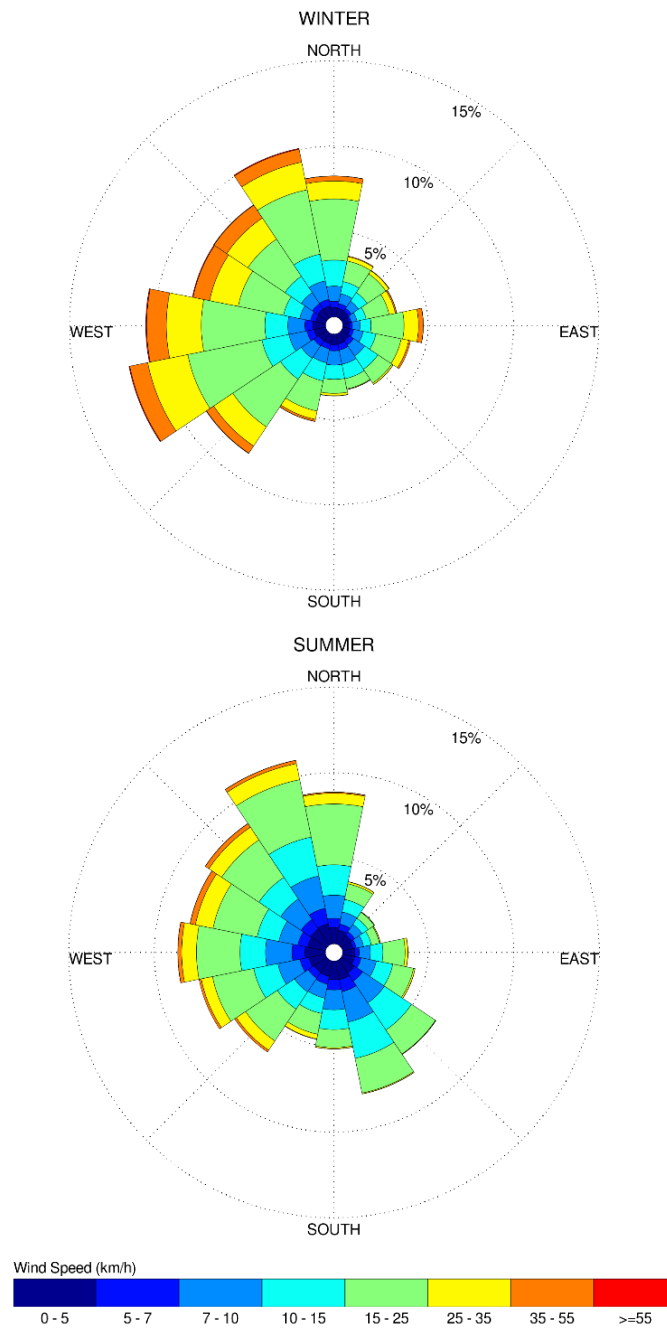 WINTER
NORTH
15%
10%
5%
WEST
EAST
SOUTH
SUMMER
NORTH
15%
10%
5%
WEST
EAST
SOUTH
Wind Speed (km/h)
0 - 5 5 - 7 7 - 10 10 - 15 15 - 25 25 - 35 35 - 55 >=55